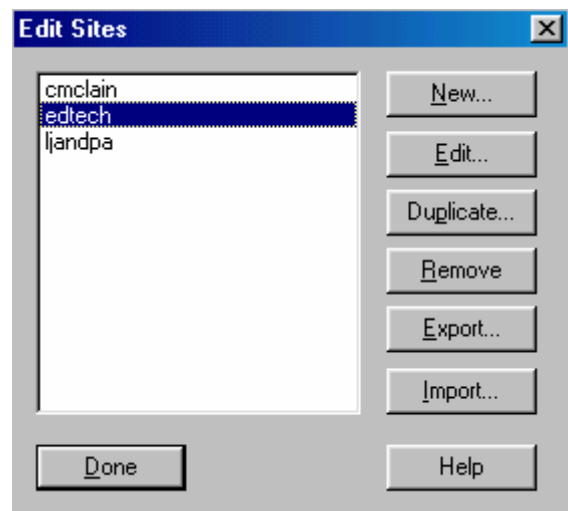 Edit Sites
cmclain
edtech
ljandpa
New...
Edit...
Duplicate...
Remove
Export...
Import...
Done
Help